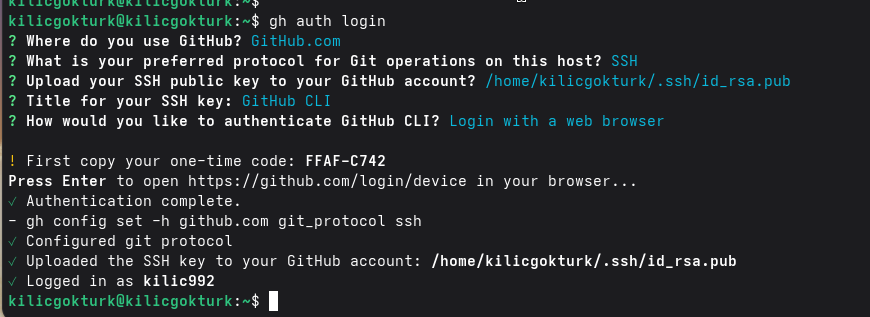 kilicgokturk@kilicgokturk:~$
kilicgokturk@kilicgokturk:~$ gh auth login
? Where do you use GitHub? GitHub.com
? What is your preferred protocol for Git operations on this host? SSH
? Upload your SSH public key to your GitHub account? /home/kilicgokturk/.ssh/id_rsa.pub
? Title for your SSH key: GitHub CLI
? How would you like to authenticate GitHub CLI? Login with a web browser
! First copy your one-time code: FFAF-C742
Press Enter to open https://github.com/login/device in your browser...
✓ Authentication complete.
- gh config set -h github.com git_protocol ssh
✓ Configured git protocol
✓ Uploaded the SSH key to your GitHub account: /home/kilicgokturk/.ssh/id_rsa.pub
✓ Logged in as kilic992
kilicgokturk@kilicgokturk:~$